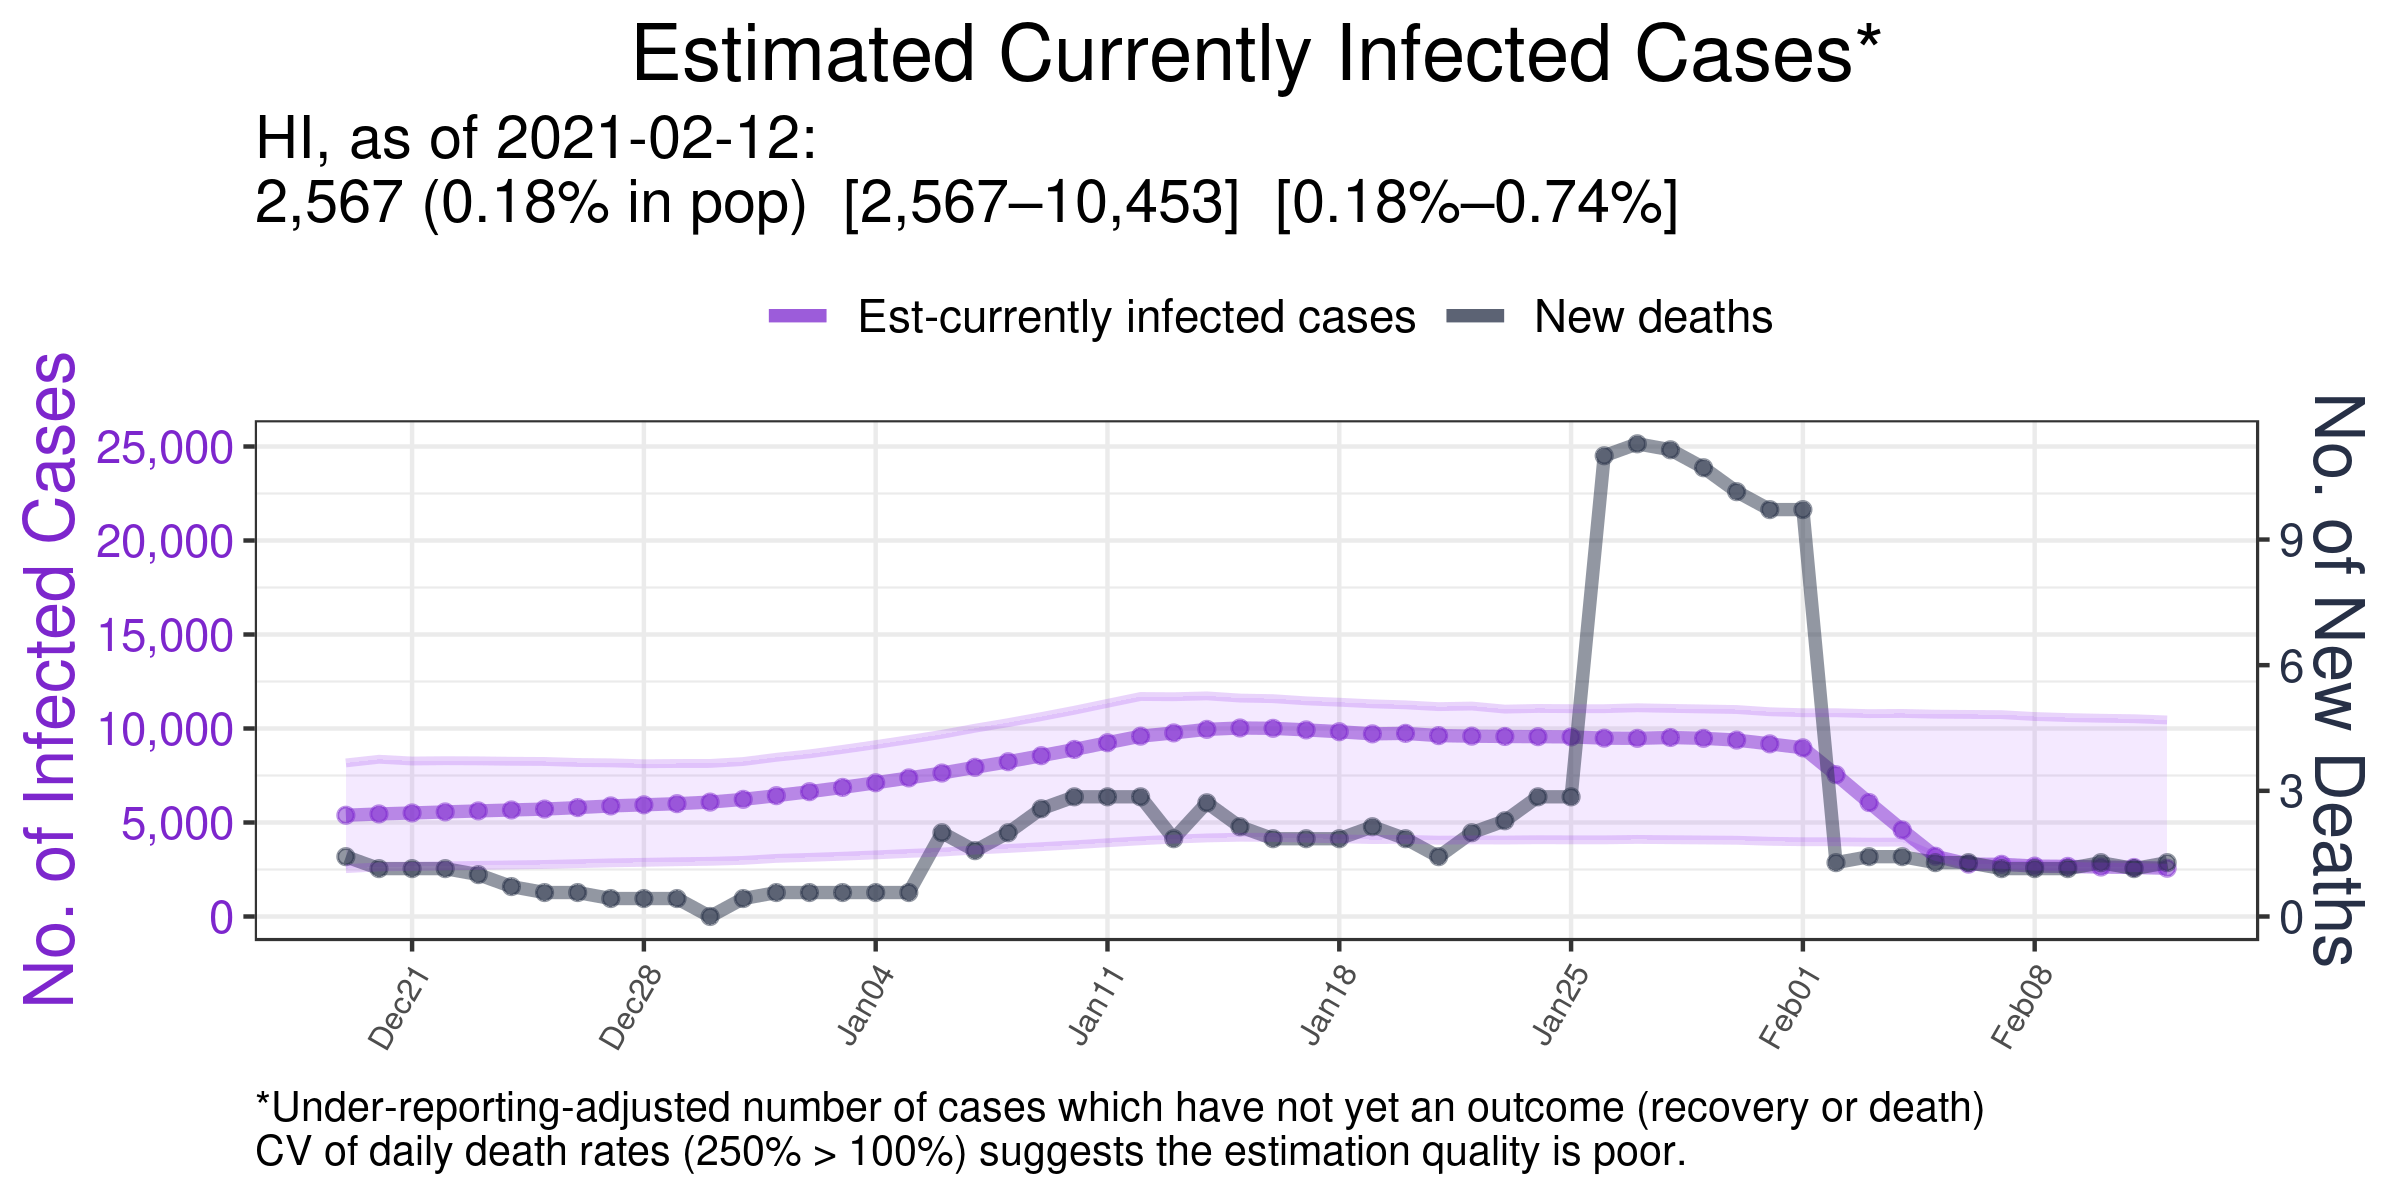 Estimated Currently Infected Cases*
HI, as of 2021-02-12:
2,567 (0.18% in pop) [2,567–10,453] [0.18%–0.74%]
Est-currently infected cases
New deaths
No. of Infected Cases
25,000
20,000
15,000
10,000
5,000
0
9
6
3
0
No. of New Deaths
Dec21
Dec28
Jan04
Jan11
Jan18
Jan25
Feb01
Feb08
*Under-reporting-adjusted number of cases which have not yet an outcome (recovery or death)
CV of daily death rates (250% > 100%) suggests the estimation quality is poor.